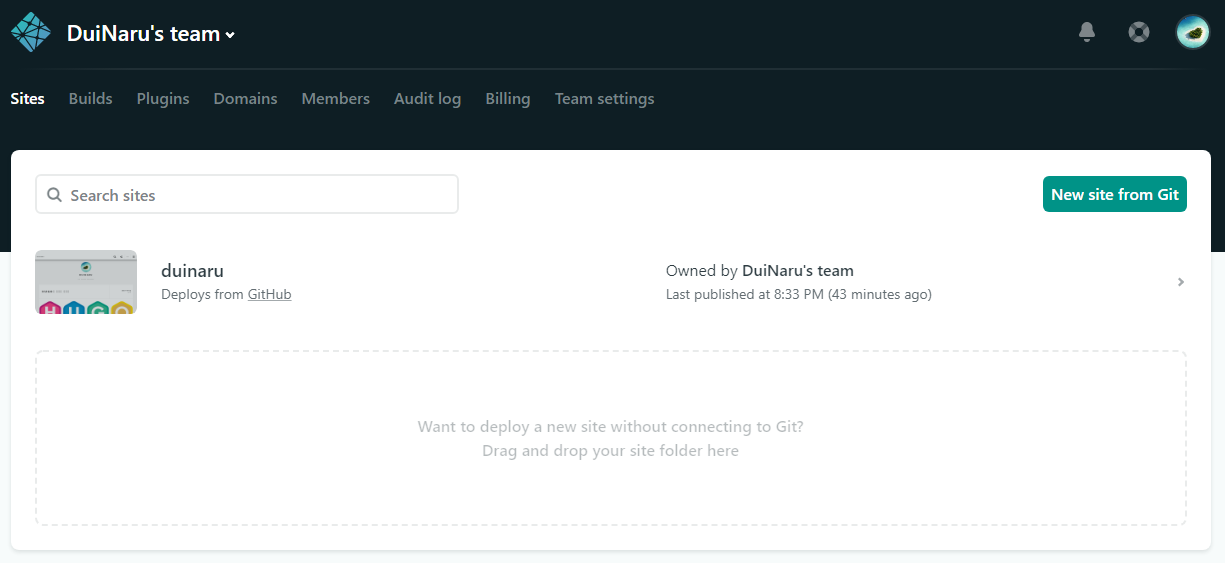 DuiNaru's team
Sites Builds Plugins Domains Members Audit log Billing Team settings
Search sites
New site from Git
HUGO
duinaru
Deploys from GitHub
Owned by DuiNaru's team
Last published at 8:33 PM (43 minutes ago)
Want to deploy a new site without connecting to Git?
Drag and drop your site folder here